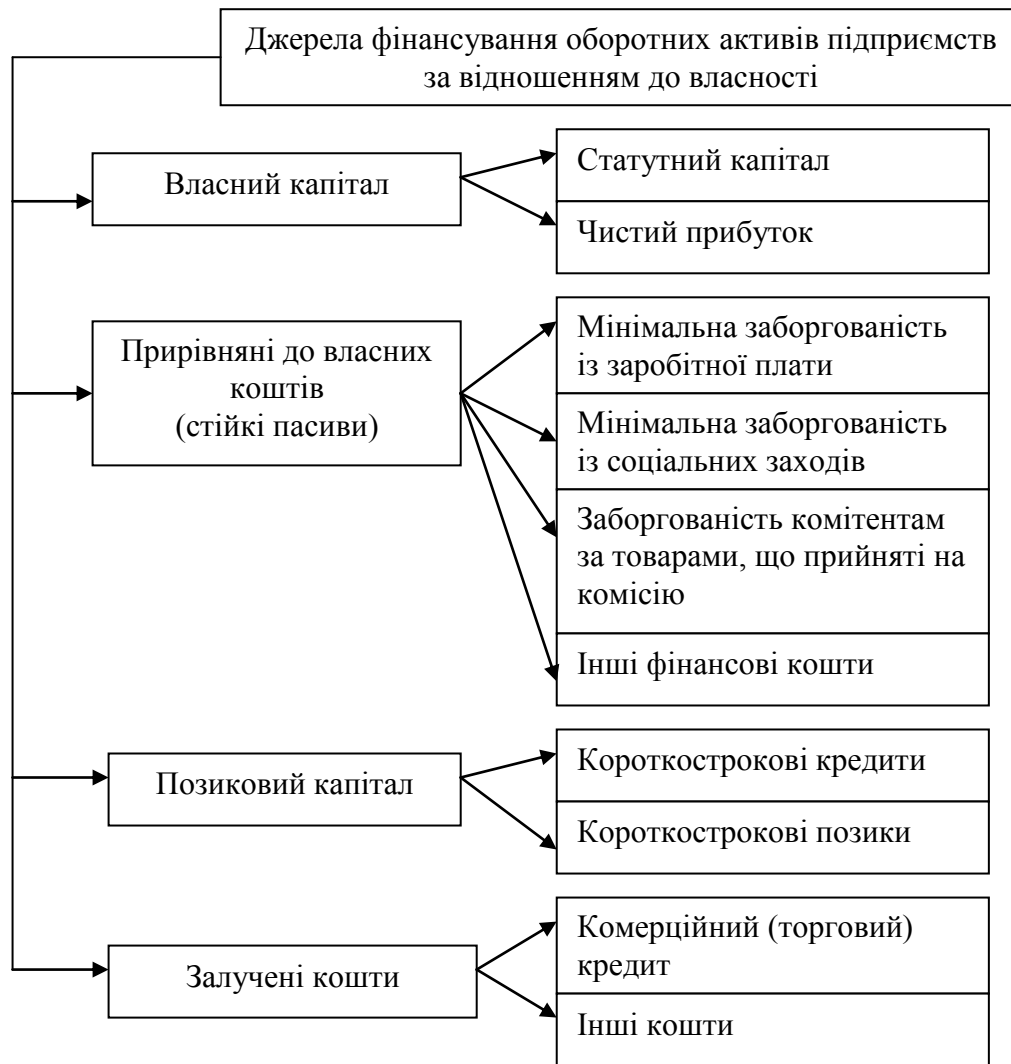 Джерела фінансування оборотних активів підприємств
за відношенням до власності
Власний капітал
Статутний капітал
Чистий прибуток
Прирівняні до власних
коштів
(стійкі пасиви)
Мінімальна заборгованість
із заробітної плати
Мінімальна заборгованість
із соціальних заходів
Заборгованість комітентам
за товарами, що прийняті на
комісію
Інші фінансові кошти
Позиковий капітал
Короткострокові кредити
Короткострокові позики
Залучені кошти
Комерційний (торговий)
кредит
Інші кошти